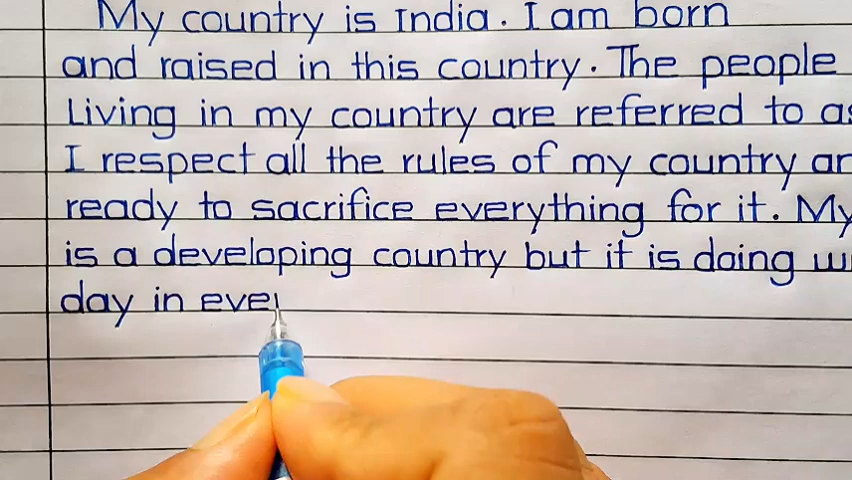 My country is India. I am born
and raised in this country. The people
Living in my country are referred to as
I respect all the rules of my country
ready to sacrifice everything for it. My
is a developing country but it is doing
day in eve